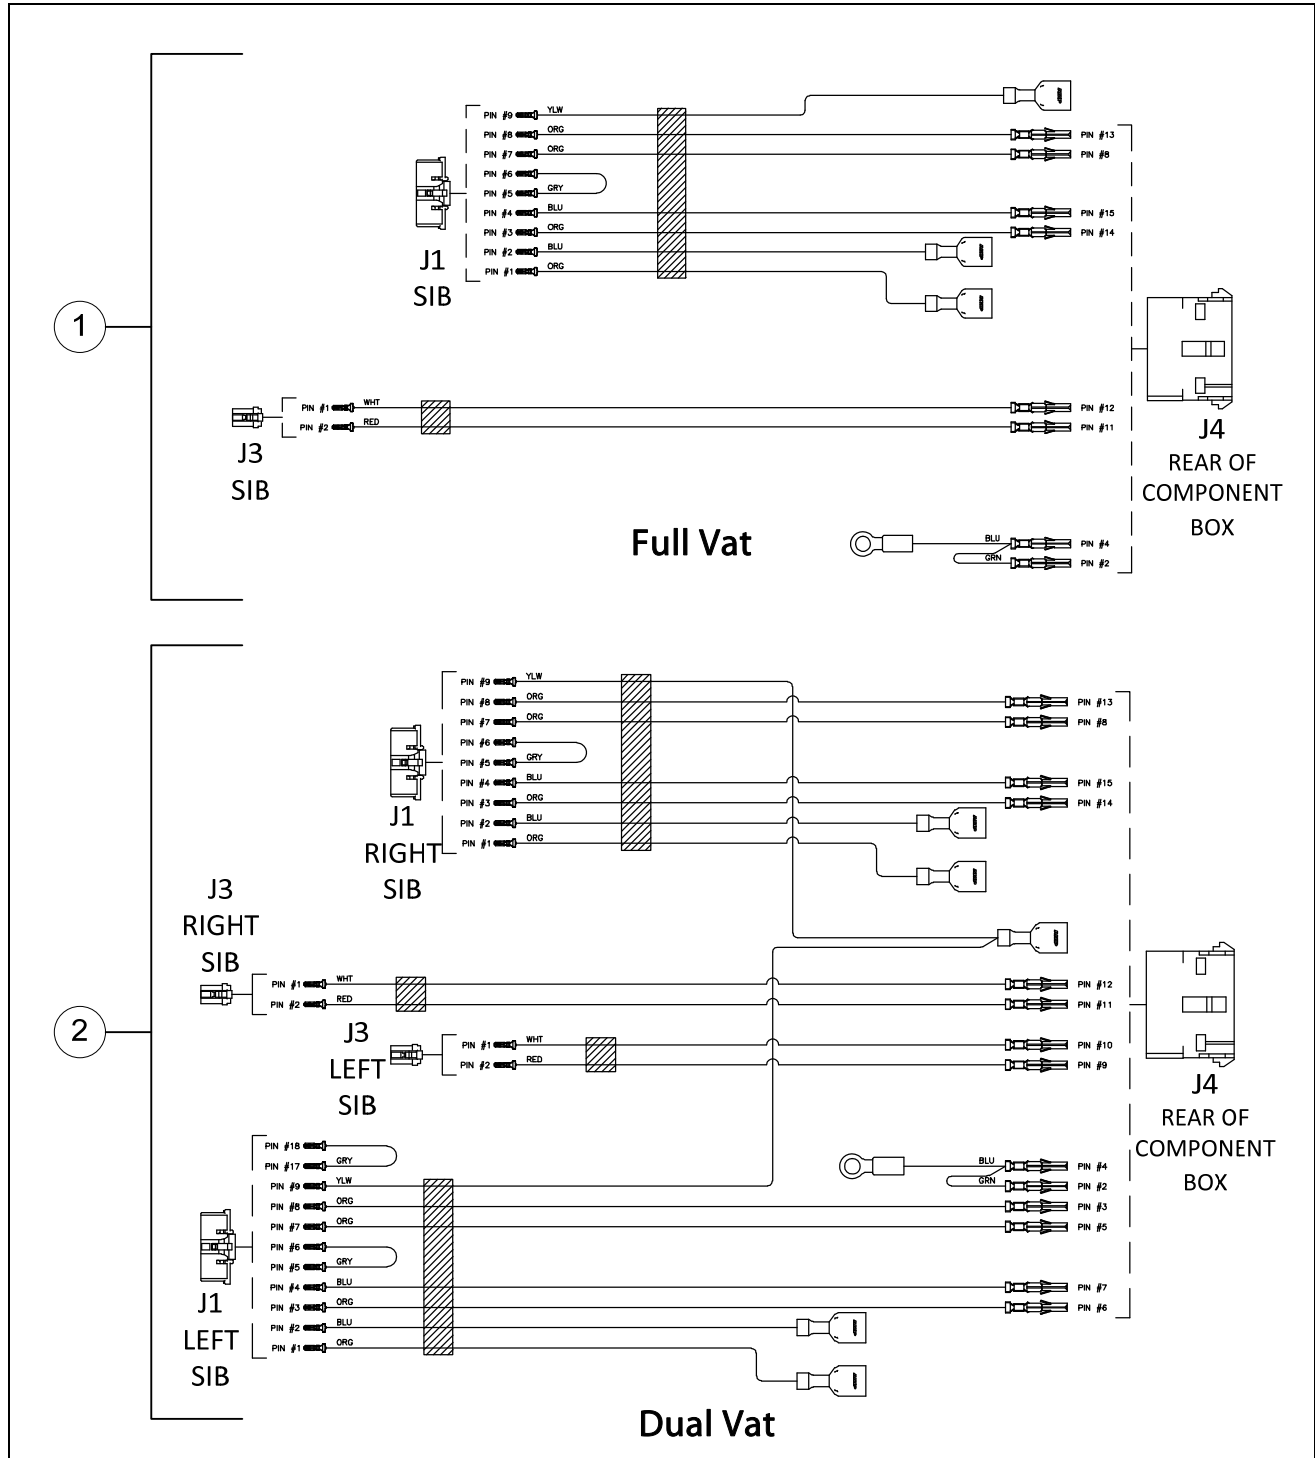 1
J1
SIB
PIN #9 YLW
PIN #8 ORG PIN #13
PIN #7 ORG PIN #8
PIN #6
PIN #5 GRY
PIN #4 BLU PIN #15
PIN #3 ORG PIN #14
PIN #2 BLU
PIN #1 ORG
J3
SIB
PIN #1 WHT PIN #12
PIN #2 RED PIN #11
J4
REAR OF
COMPONENT
BOX
Full Vat
BLU PIN #4
GRN PIN #2
2
J1
RIGHT
SIB
PIN #9 YLW
PIN #8 ORG PIN #13
PIN #7 ORG PIN #8
PIN #6
PIN #5 GRY
PIN #4 BLU PIN #15
PIN #3 ORG PIN #14
PIN #2 BLU
PIN #1 ORG
J3
RIGHT
SIB
PIN #1 WHT PIN #12
PIN #2 RED PIN #11
J3
LEFT
SIB
PIN #1 WHT PIN #10
PIN #2 RED PIN #9
J4
REAR OF
COMPONENT
BOX
J1
LEFT
SIB
PIN #18
PIN #17 GRY BLU PIN #4
PIN #9 YLW GRN PIN #2
PIN #8 ORG PIN #3
PIN #7 ORG PIN #5
PIN #6
PIN #5 GRY
PIN #4 BLU PIN #7
PIN #3 ORG PIN #6
PIN #2 BLU
PIN #1 ORG
Dual Vat